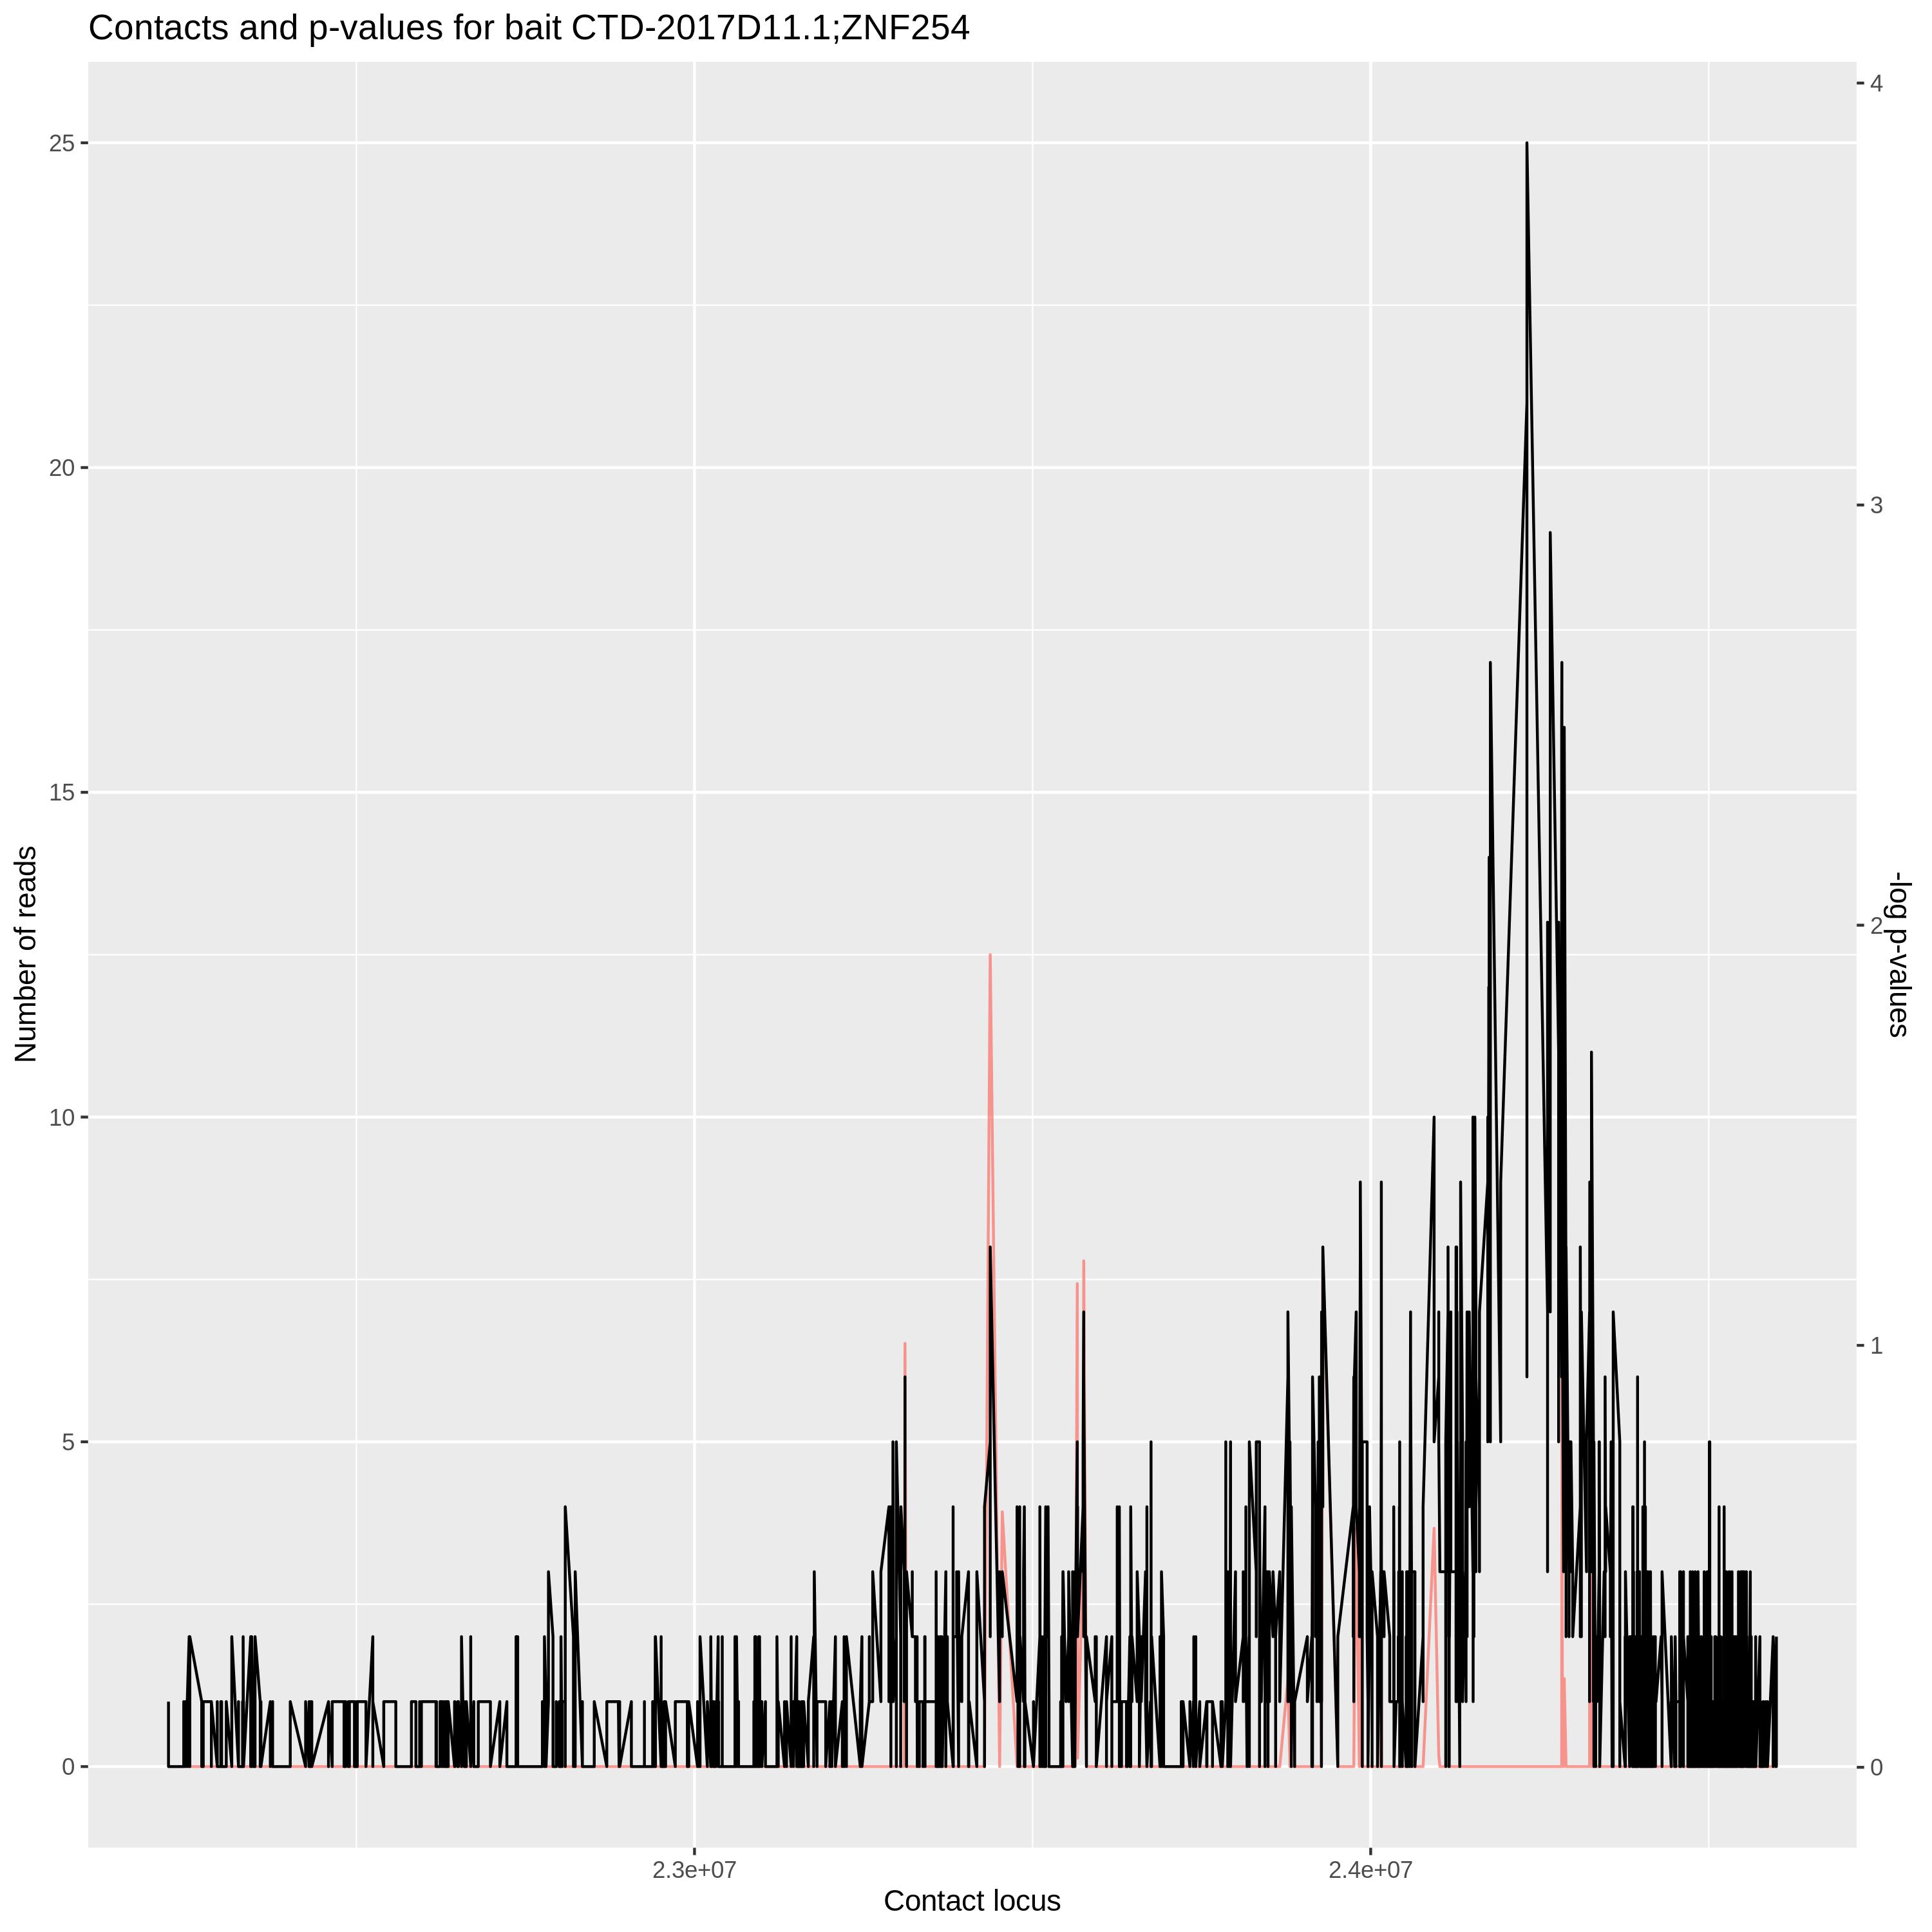 Contacts and p-values for bait CTD-2017D11.1;ZNF254
4
25
20
3
15
2
10
1
5
0
0
Number of reads
-log p-values
2.3e+07
2.4e+07
Contact locus